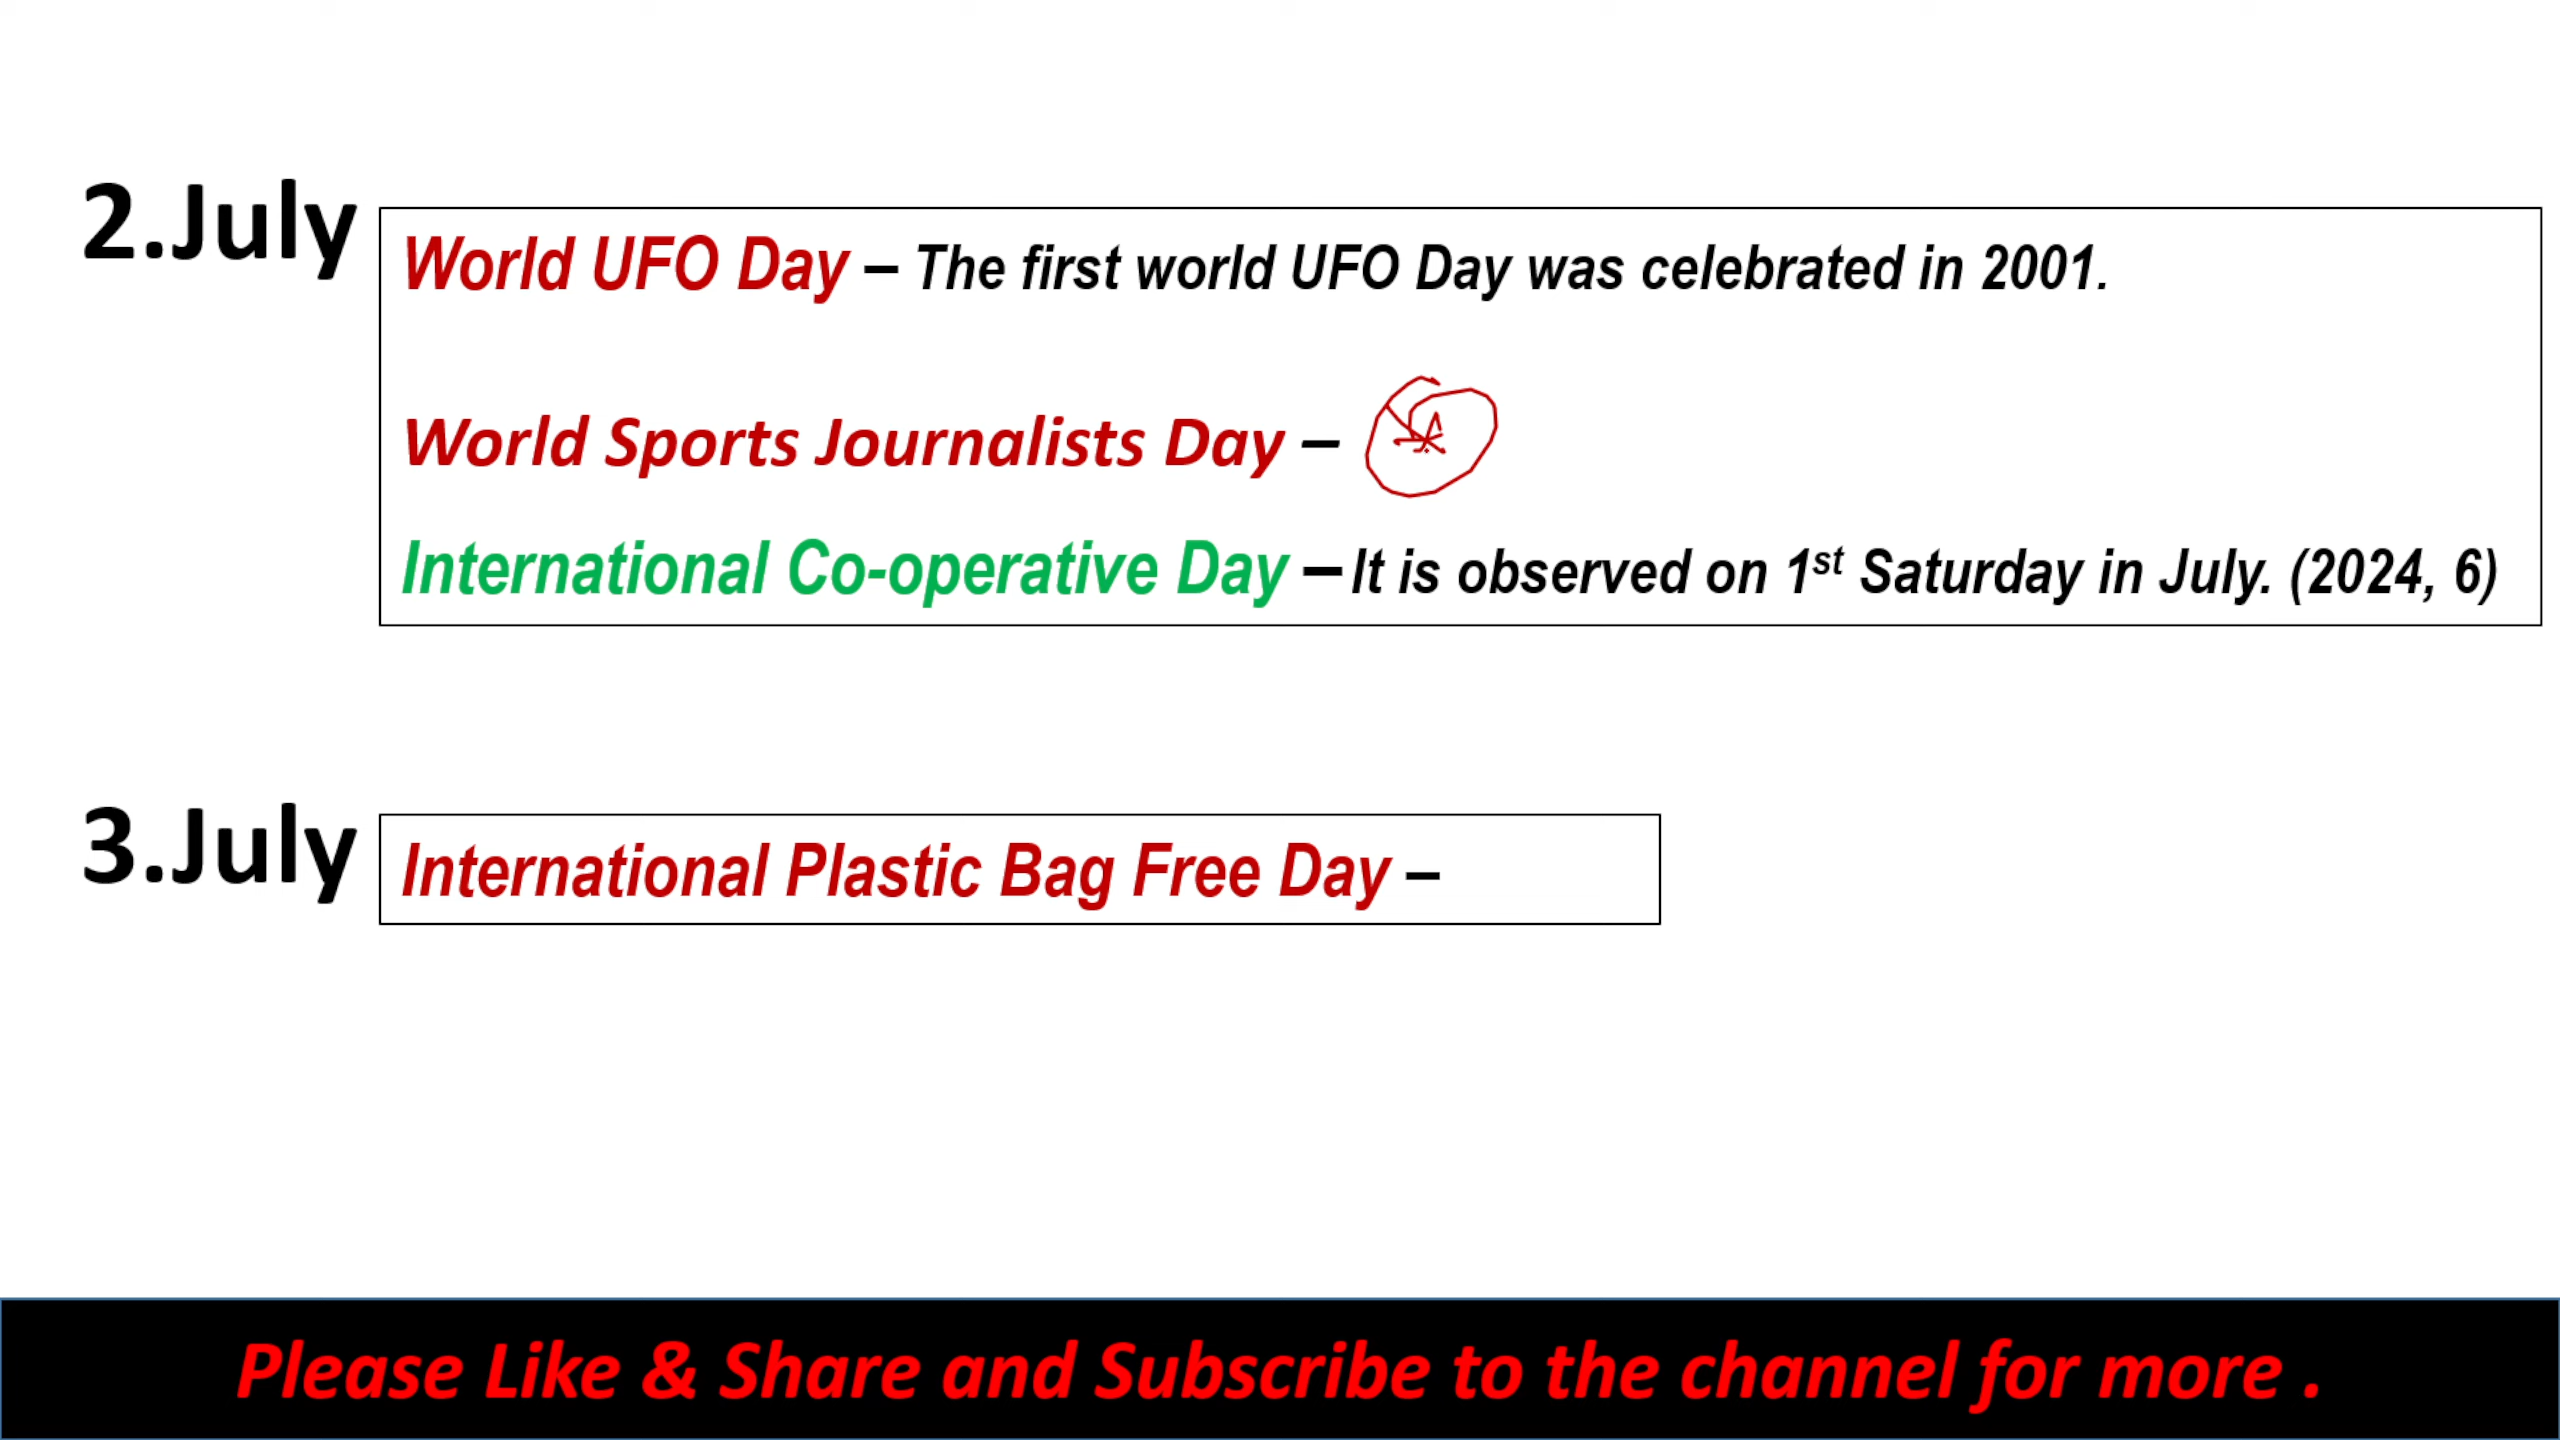 2.July
World UFO Day – The first world UFO Day was celebrated in 2001.
World Sports Journalists Day –
International Co-operative Day – It is observed on 1st Saturday in July. (2024, 6)
3.July
International Plastic Bag Free Day –
Please Like & Share and Subscribe to the channel for more .